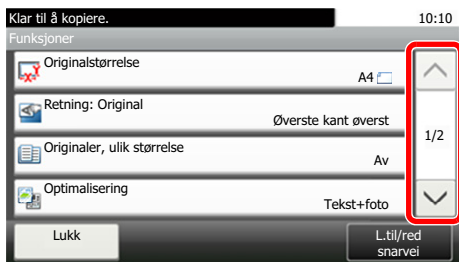 Klar til å kopiere.
10:10
Funksjoner
Originalstørrelse
A4
Retning: Original
Øverste kant øverst
1/2
Originaler, ulik størrelse
Av
Optimalisering
Tekst+foto
Lukk
L.til/red
snarvei